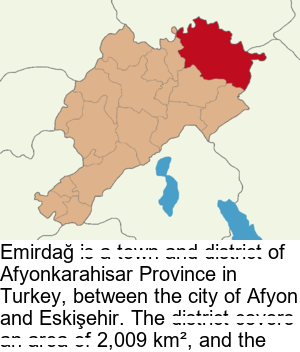 Emirdağ is a town and district of
Afyonkarahisar Province in
Turkey, between the city of Afyon
and Eskişehir. The district covers
an area of 2,009 km², and the